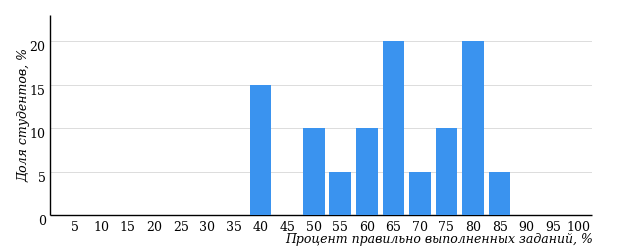 Доля студентов, %
20
15
10
5
0
5 10 15 20 25 30 35 40 45 50 55 60 65 70 75 80 85 90 95 100
Процент правильно выполненных заданий, %